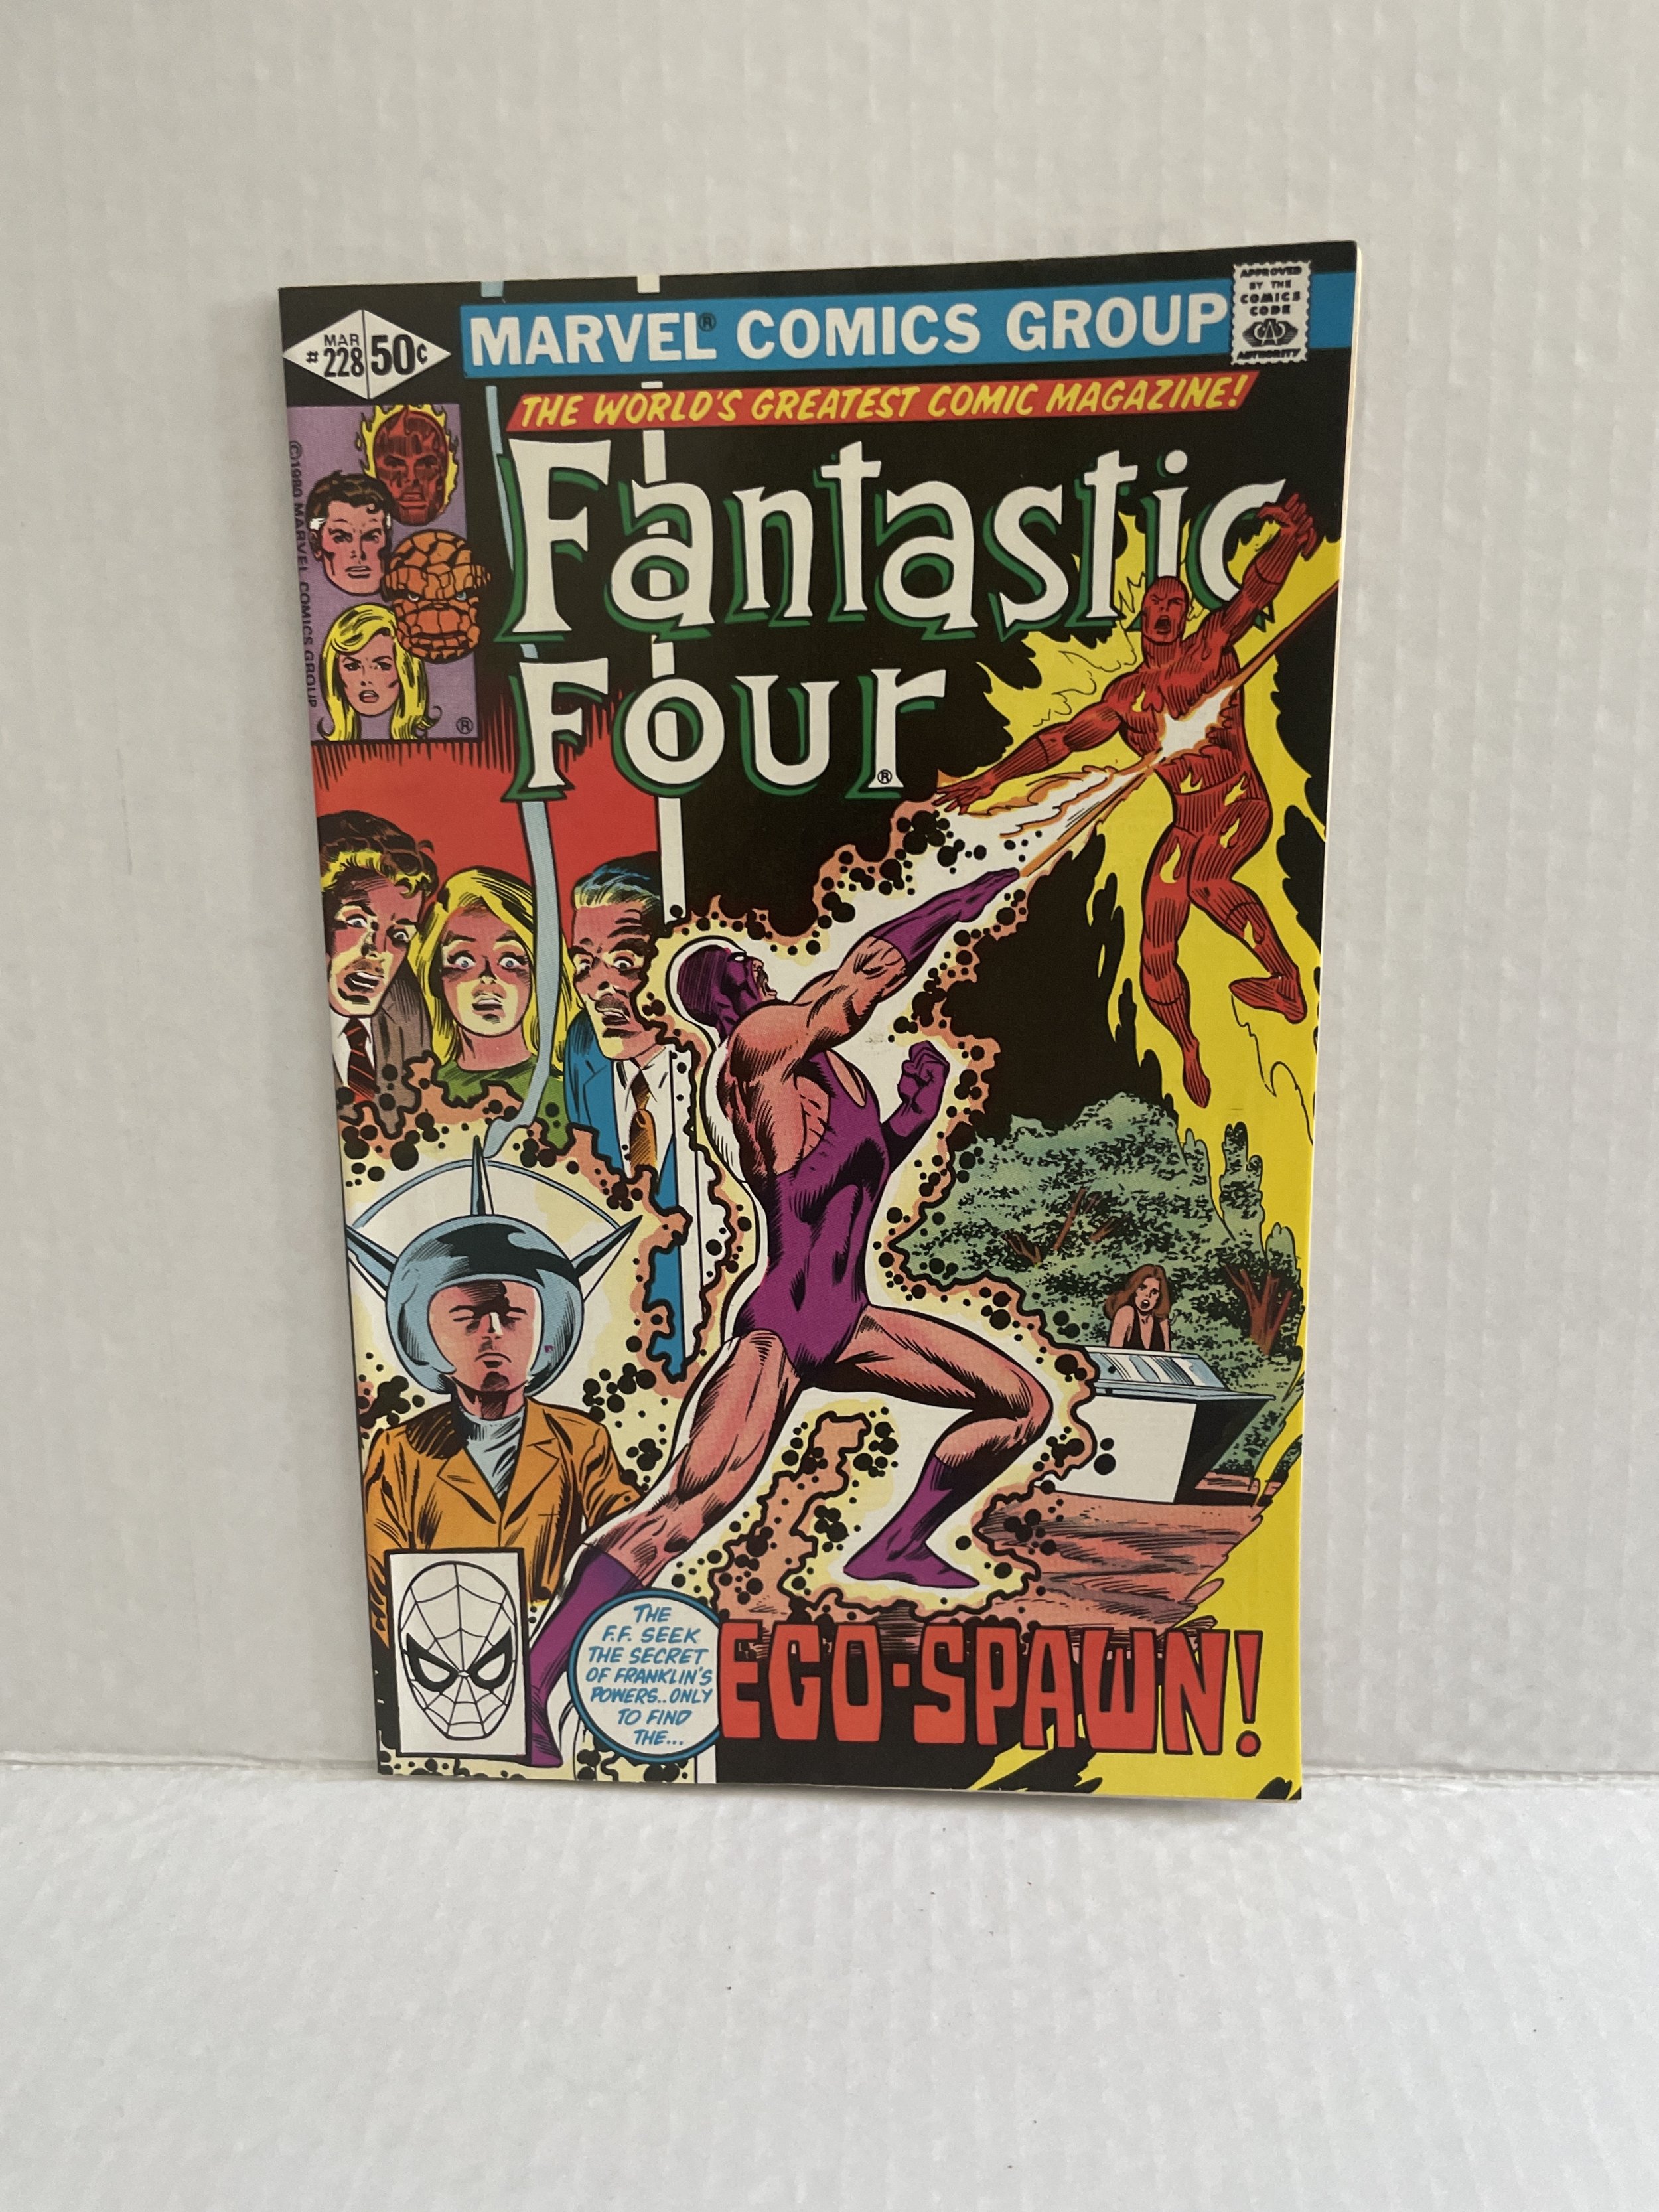 MAR
# 228 50¢
MARVEL® COMICS GROUP
APPROVED
BY THE
COMICS
CODE
CA
AUTHORITY
THE WORLD'S GREATEST COMIC MAGAZINE!
Fantastic
Four®
©1980 MARVEL COMICS GROUP
®
THE
F.F. SEEK
THE SECRET
OF FRANKLIN'S
POWERS..ONLY
TO FIND
THE...
EGO-SPAWN!